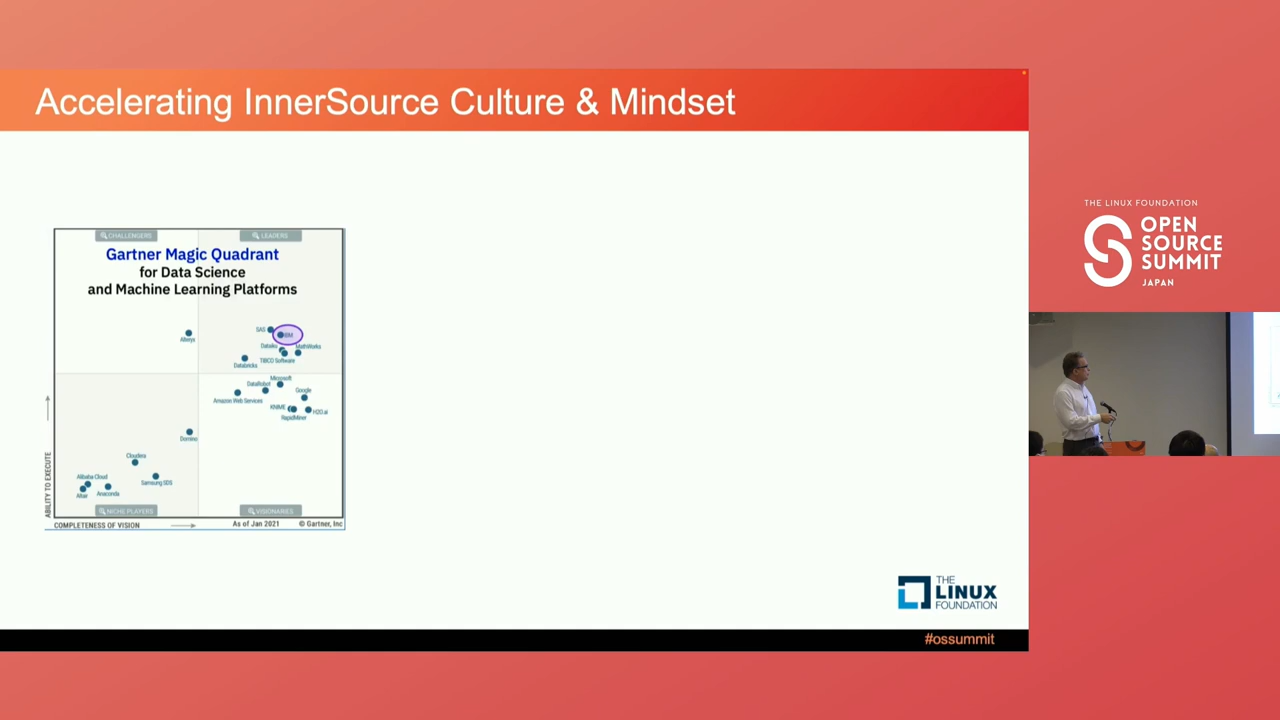 Accelerating InnerSource Culture & Mindset
CHALLENGERS
LEADERS
Gartner Magic Quadrant
for Data Science
and Machine Learning Platforms
SAS
IBM
Alteryx
Dataiku
MathWorks
TIBCO Software
Databricks
Microsoft
DataRobot
Google
Amazon Web Services
KNIME
H2O.ai
RapidMiner
Domino
Cloudera
Alibaba Cloud
Samsung SDS
Altair
Anaconda
ABILITY TO EXECUTE
NICHE PLAYERS
VISIONARIES
COMPLETENESS OF VISION
As of Jan 2021
© Gartner, Inc
THE
LINUX
FOUNDATION
#ossummit
THE LINUX FOUNDATION
OPEN
SOURCE
SUMMIT
JAPAN